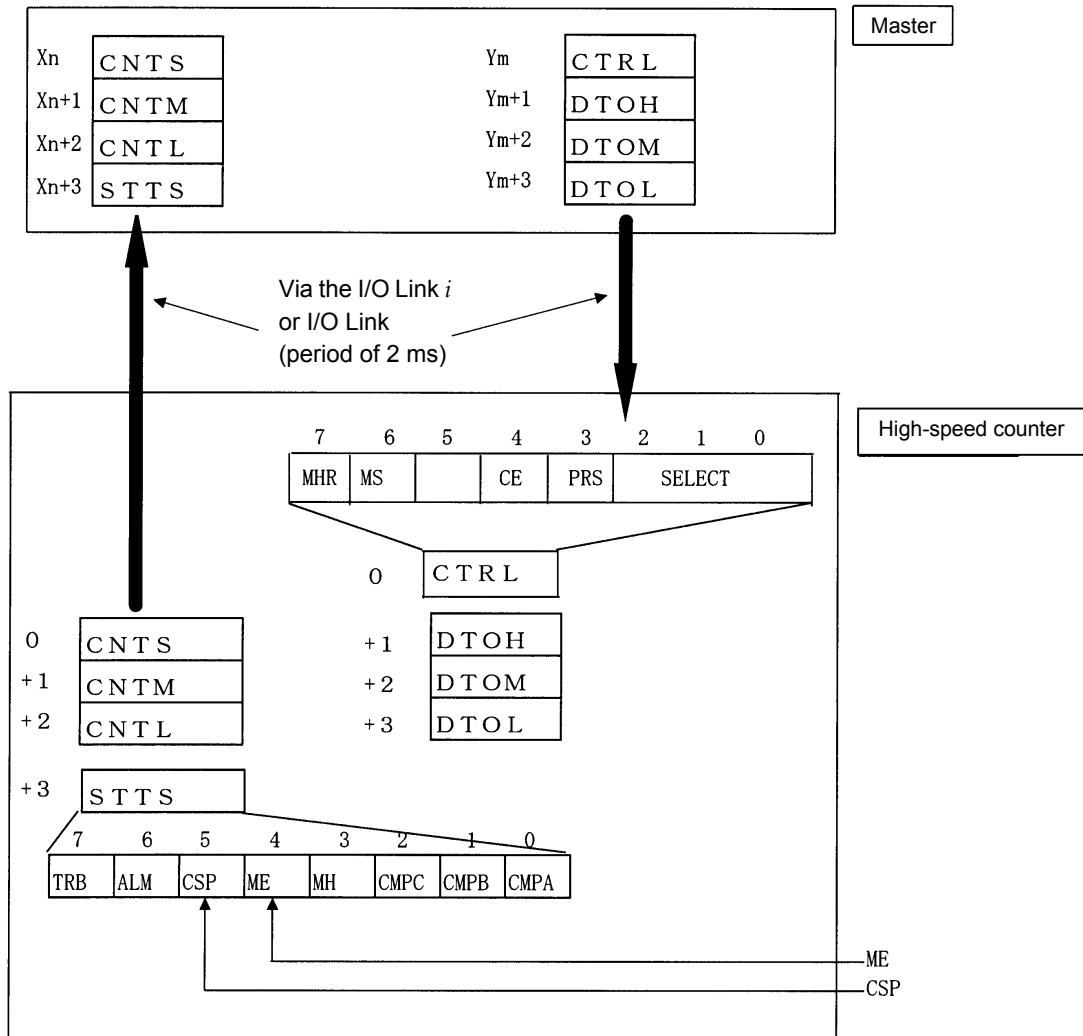 Master
Xn CNTS
Xn+1 CNTM
Xn+2 CNTL
Xn+3 STTS
Ym CTRL
Ym+1 DTOH
Ym+2 DTOM
Ym+3 DTOL
Via the I/O Link i
or I/O Link
(period of 2 ms)
High-speed counter
7 6 5 4 3 2 1 0
MHR MS CE PRS SELECT
0 CTRL
+1 DTOH
+2 DTOM
+3 DTOL
0 CNTS
+1 CNTM
+2 CNTL
+3 STTS
7 6 5 4 3 2 1 0
TRB ALM CSP ME MH CMPC CMPB CMPA
ME
CSP